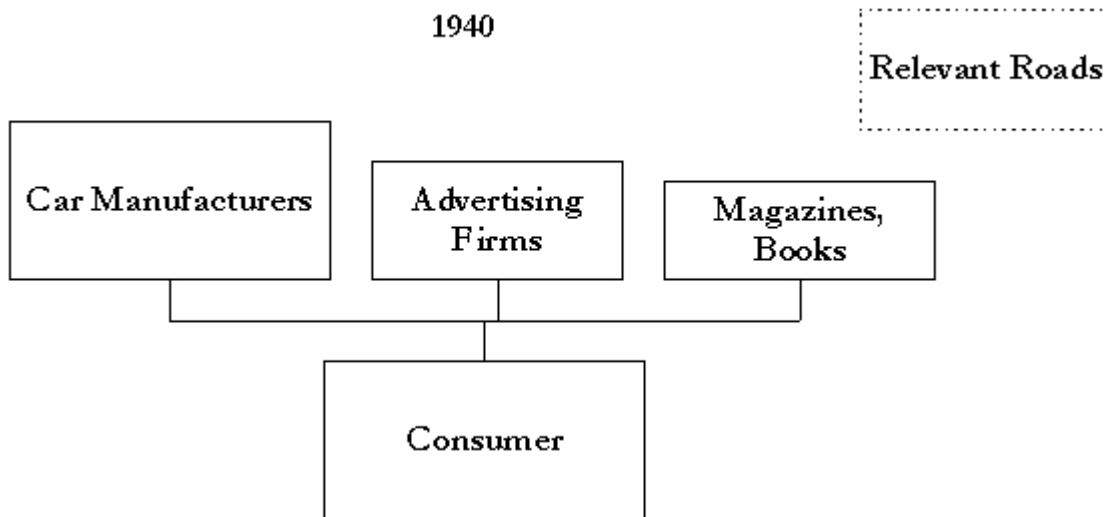 1940
Relevant Roads
Car Manufacturers
Advertising
Firms
Magazines,
Books
Consumer